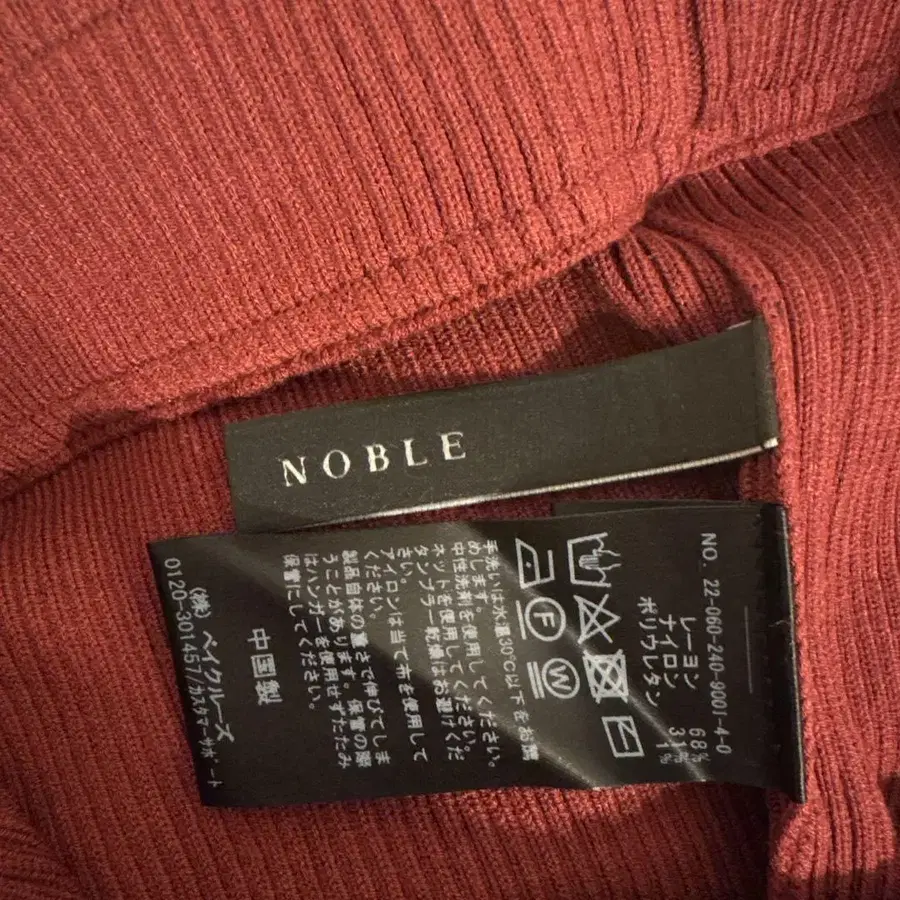 NOBLE
NO. 22-060-240-9001-4-0
レーヨン 68%
ナイロン 31%
ポリウレタン 1%
F
W
手洗いは水温30℃以下をお勧
めします。
中性洗剤を使用してください。
ネットを使用してください。
タンブラー乾燥はお避けくだ
さい。
アイロンは当て布を使用して
ください。
製品自体の重さで伸びてしま
うことがあります。保管の際
はハンガーを使用せずたたみ
保管にしてください。
中国製
(株) ベイクルーズ
0120-301457/カスタマーサポート